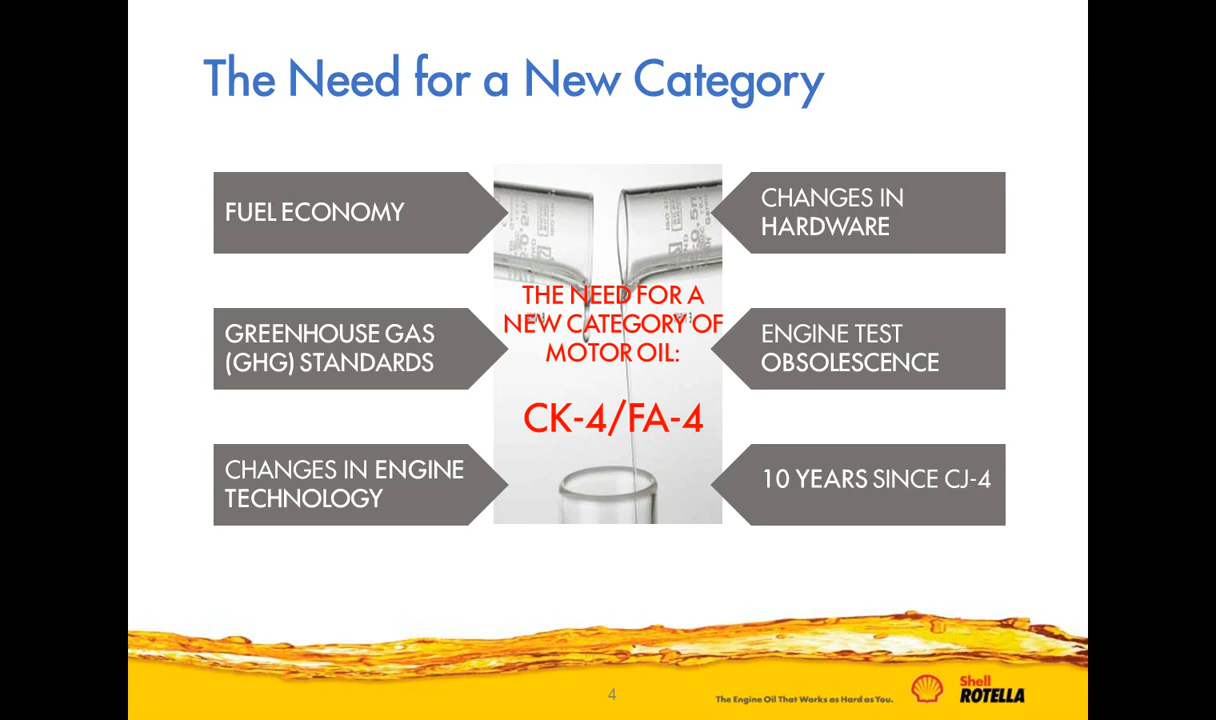 The Need for a New Category
FUEL ECONOMY
GREENHOUSE GAS
(GHG) STANDARDS
CHANGES IN ENGINE
TECHNOLOGY
THE NEED FOR A
NEW CATEGORY OF
MOTOR OIL:
CK-4/FA-4
CHANGES IN
HARDWARE
ENGINE TEST
OBSOLESCENCE
10 YEARS SINCE CJ-4
4
The Engine Oil That Works as Hard as You.
Shell
ROTELLA